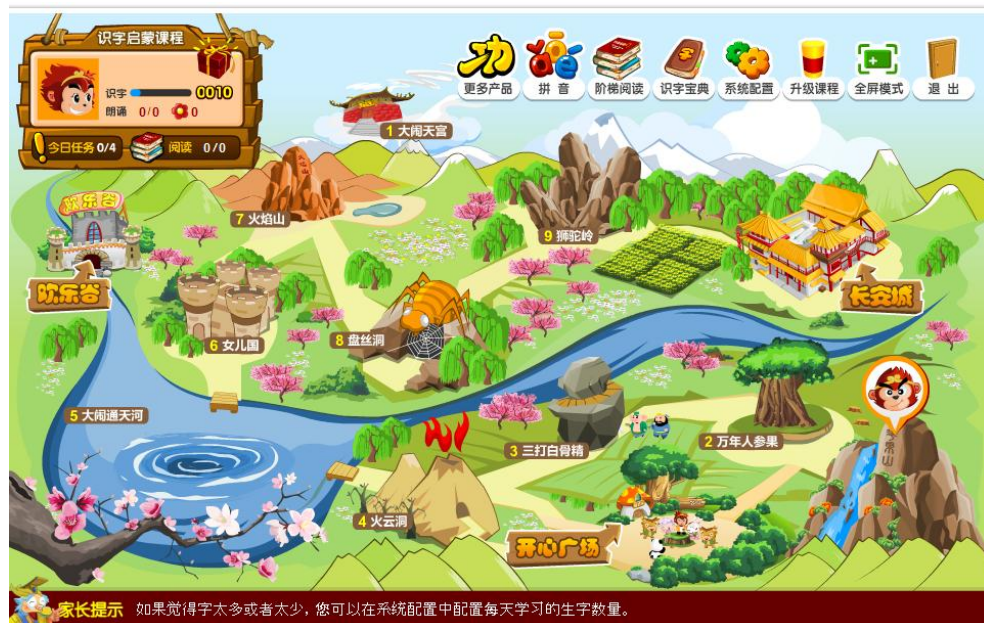 识字启蒙课程
识字 0010
朗诵 0/0 0
今日任务 0/4 阅读 0/0
功 aoe 字
更多产品 拼音 阶梯阅读 识字宝典 系统配置 升级课程 全屏模式 退出
1 大闹天宫
欢乐谷
7 火焰山
9 狮驼岭
欢乐谷
长安城
6 女儿国
8 盘丝洞
5 大闹通天河
2 万年人参果
3 三打白骨精
4 火云洞
开心广场
家长提示 如果觉得字太多或者太少，您可以在系统配置中配置每天学习的生字数量。